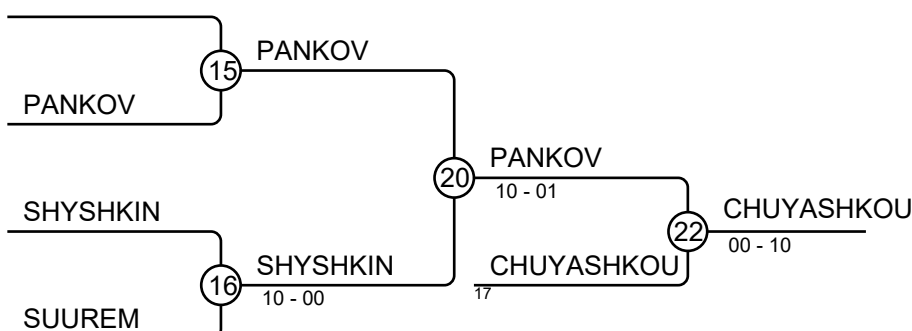 PANKOV
15
PANKOV
PANKOV
20
10 - 01
SHYSHKIN
CHUYASHKOU
22
00 - 10
SHYSHKIN
16
10 - 00
CHUYASHKOU
17
SUUREM